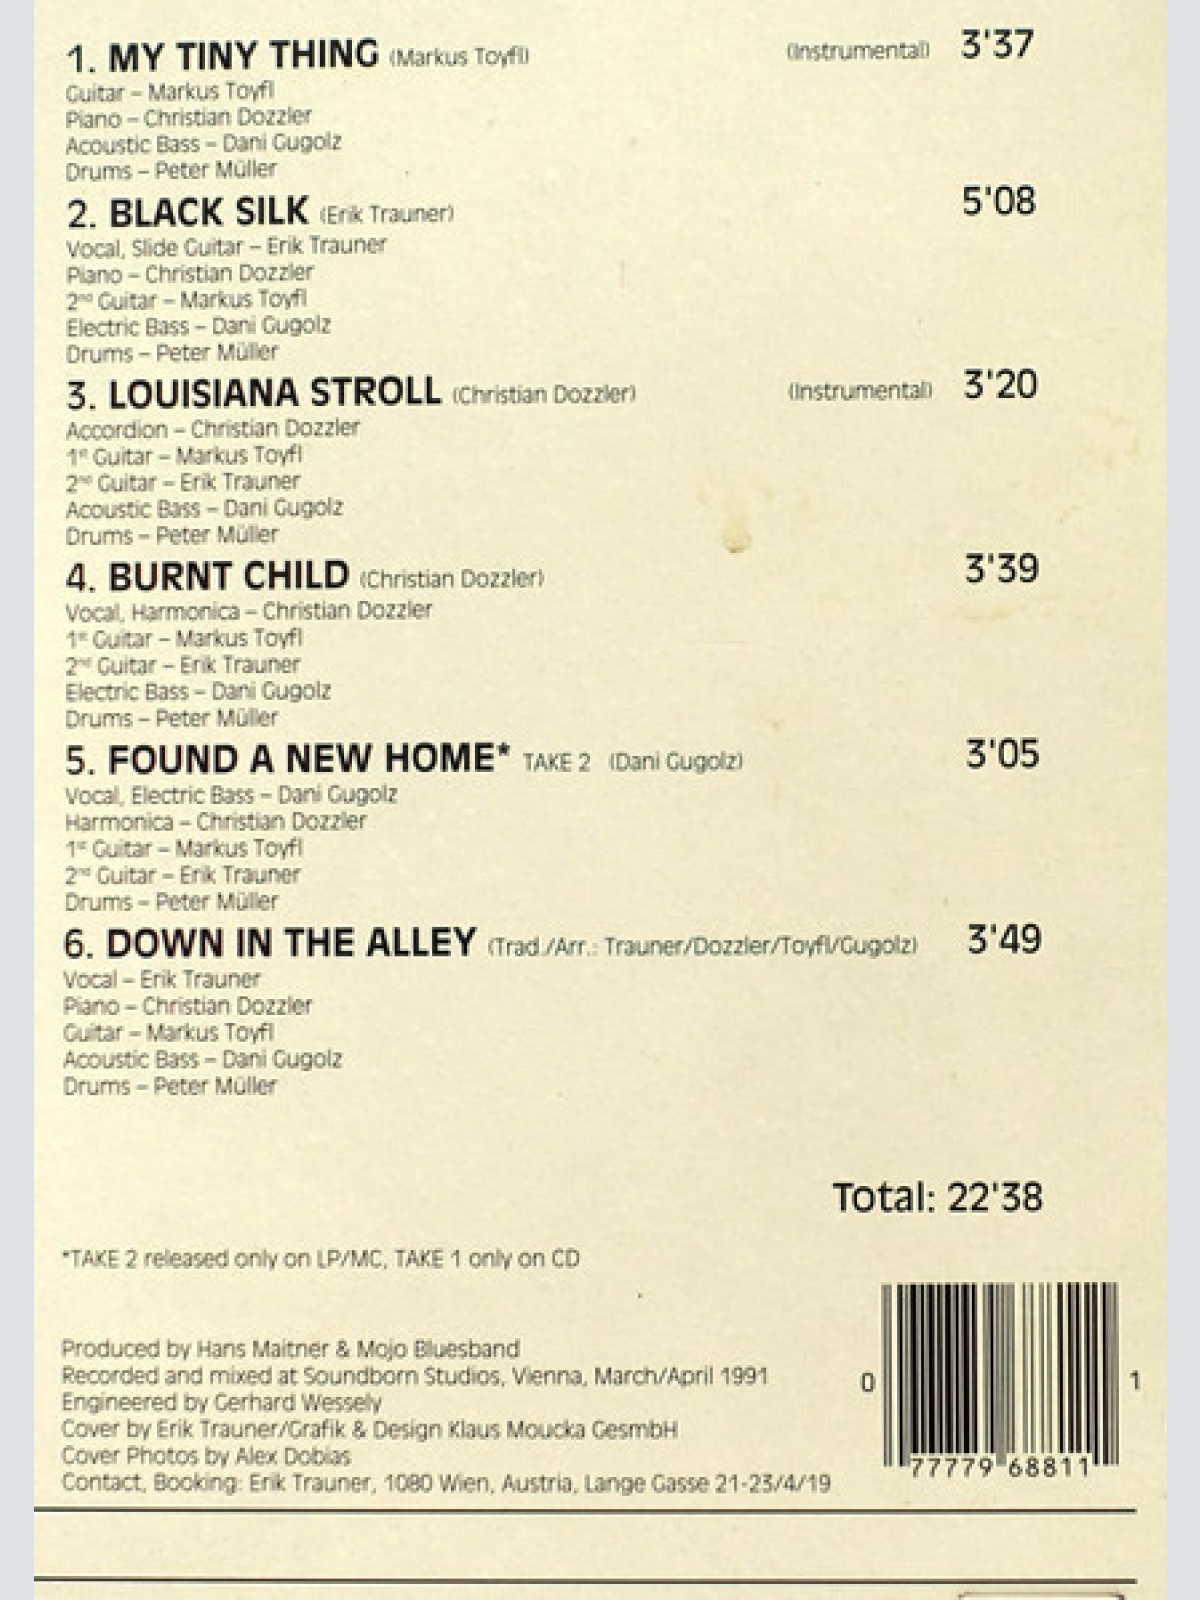 1. MY TINY THING (Markus Toyfl) (Instrumental) 3'37
Guitar – Markus Toyfl
Piano – Christian Dozzler
Acoustic Bass – Dani Gugolz
Drums – Peter Müller
2. BLACK SILK (Erik Trauner) 5'08
Vocal, Slide Guitar – Erik Trauner
Piano – Christian Dozzler
2nd Guitar – Markus Toyfl
Electric Bass – Dani Gugolz
Drums – Peter Müller
3. LOUISIANA STROLL (Christian Dozzler) (Instrumental) 3'20
Accordion – Christian Dozzler
1st Guitar – Markus Toyfl
2nd Guitar – Erik Trauner
Acoustic Bass – Dani Gugolz
Drums – Peter Müller
4. BURNT CHILD (Christian Dozzler) 3'39
Vocal, Harmonica – Christian Dozzler
1st Guitar – Markus Toyfl
2nd Guitar – Erik Trauner
Electric Bass – Dani Gugolz
Drums – Peter Müller
5. FOUND A NEW HOME* TAKE 2 (Dani Gugolz) 3'05
Vocal, Electric Bass – Dani Gugolz
Harmonica – Christian Dozzler
1st Guitar – Markus Toyfl
2nd Guitar – Erik Trauner
Drums – Peter Müller
6. DOWN IN THE ALLEY (Trad./Arr.: Trauner/Dozzler/Toyfl/Gugolz) 3'49
Vocal – Erik Trauner
Piano – Christian Dozzler
Guitar – Markus Toyfl
Acoustic Bass – Dani Gugolz
Drums – Peter Müller
Total: 22'38
*TAKE 2 released only on LP/MC, TAKE 1 only on CD
Produced by Hans Maitner & Mojo Bluesband
Recorded and mixed at Soundborn Studios, Vienna, March/April 1991
Engineered by Gerhard Wessely
Cover by Erik Trauner/Grafik & Design Klaus Moucka GesmbH
Cover Photos by Alex Dobias
Contact, Booking: Erik Trauner, 1080 Wien, Austria, Lange Gasse 21-23/4/19
0 77779 68811 1